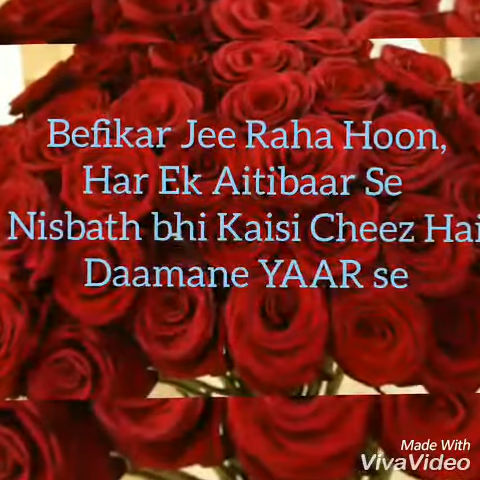 Befikar Jee Raha Hoon,
Har Ek Aitibaar Se
Nisbath bhi Kaisi Cheez Hai
Daamane YAAR se
Made With
VivaVideo